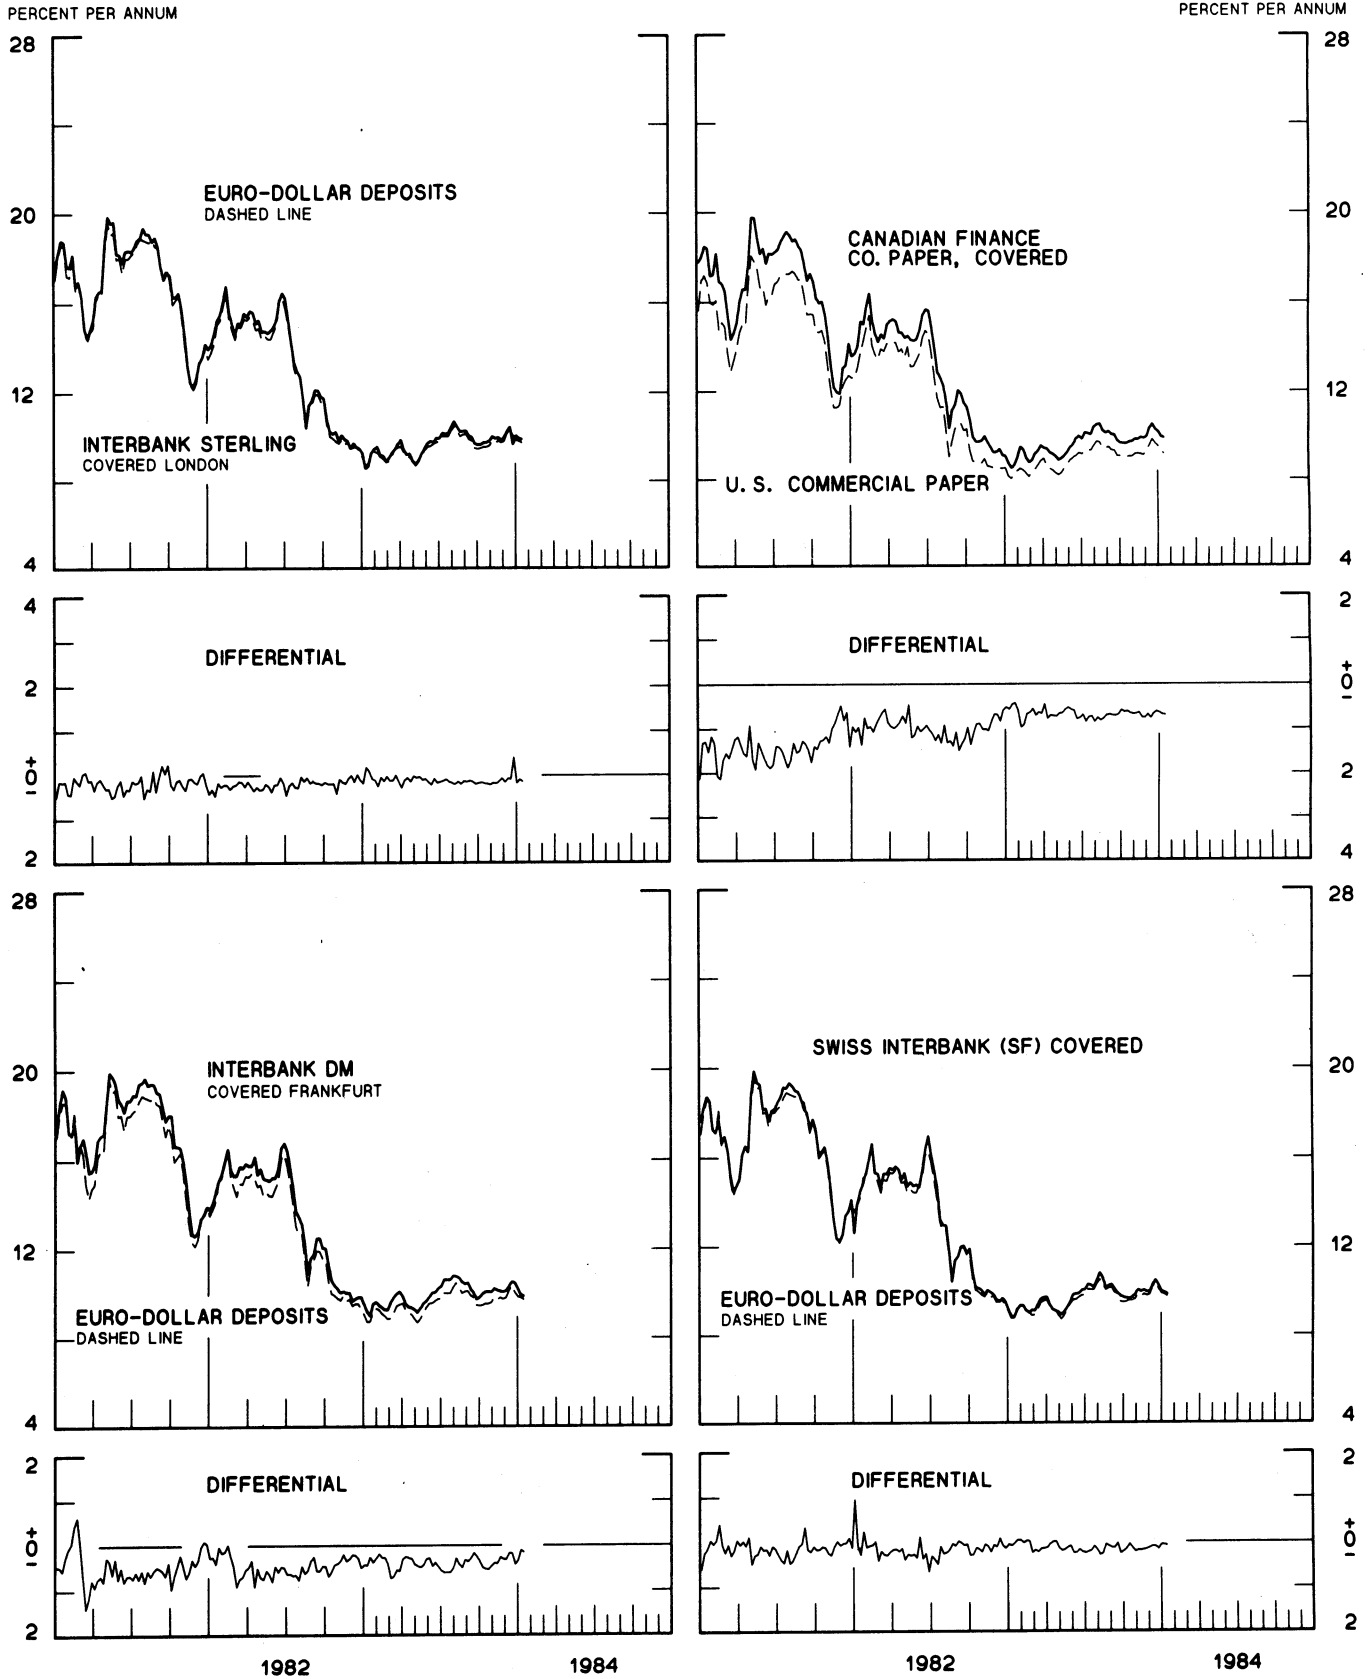 PERCENT PER ANNUM
PERCENT PER ANNUM
28
20
12
4
EURO-DOLLAR DEPOSITS
DASHED LINE
INTERBANK STERLING
COVERED LONDON
28
20
12
4
CANADIAN FINANCE
CO. PAPER, COVERED
U. S. COMMERCIAL PAPER
4
2
+
0
−
2
DIFFERENTIAL
2
+
0
−
2
4
DIFFERENTIAL
28
20
12
4
INTERBANK DM
COVERED FRANKFURT
EURO-DOLLAR DEPOSITS
DASHED LINE
28
20
12
4
SWISS INTERBANK (SF) COVERED
EURO-DOLLAR DEPOSITS
DASHED LINE
2
+
0
−
2
DIFFERENTIAL
2
+
0
−
2
DIFFERENTIAL
1982
1984
1982
1984